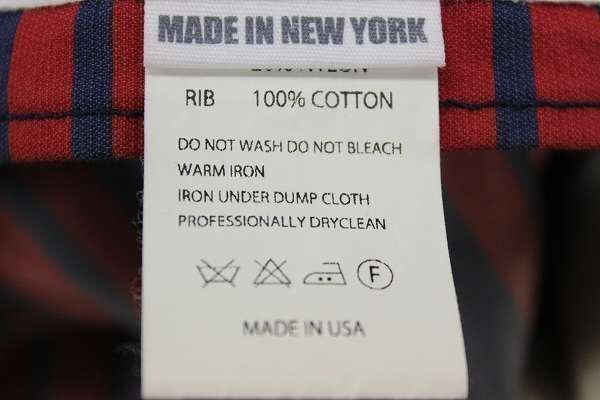 MADE IN NEW YORK
NYLON
RIB 100% COTTON
DO NOT WASH DO NOT BLEACH
WARM IRON
IRON UNDER DUMP CLOTH
PROFESSIONALLY DRYCLEAN
F
MADE IN USA